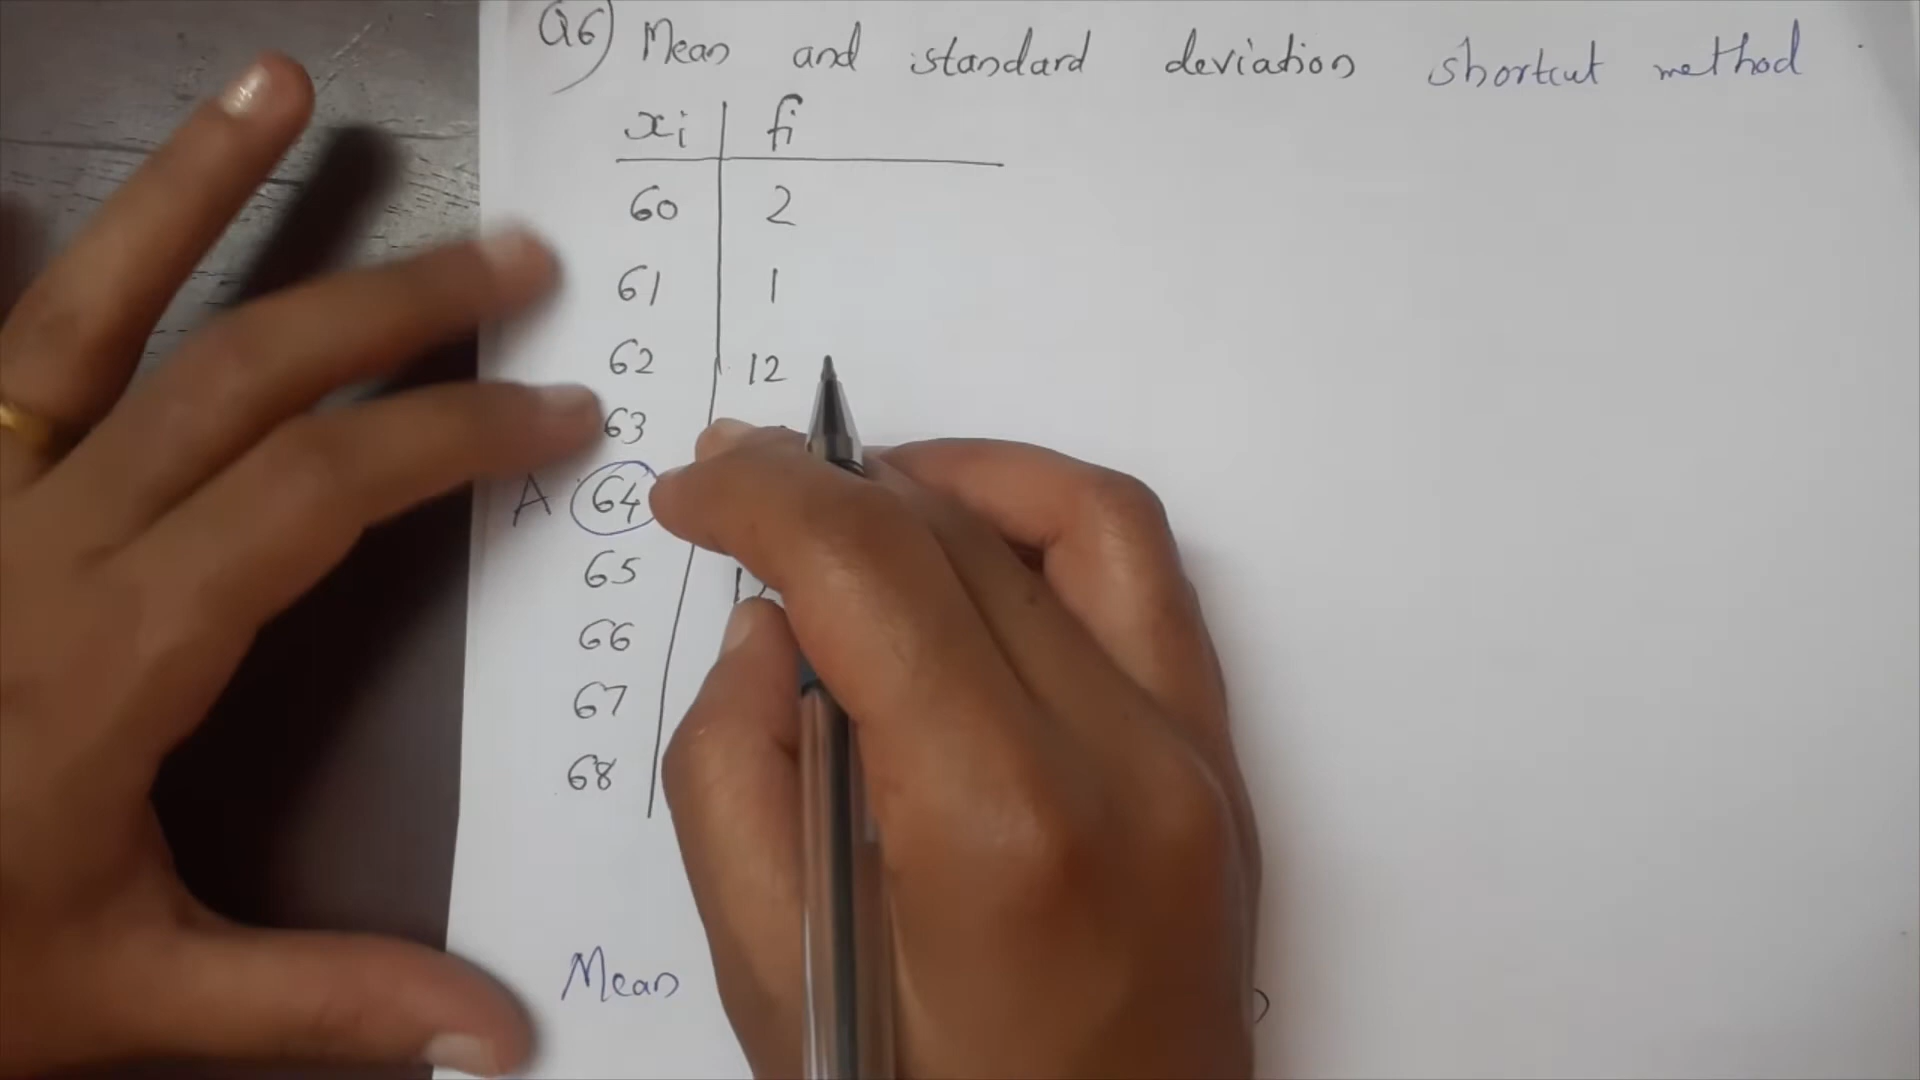 Q6) Mean and standard deviation shortcut method
xi fi
60 2
61 1
62 12
63
A 64
65
66
67
68
Mean